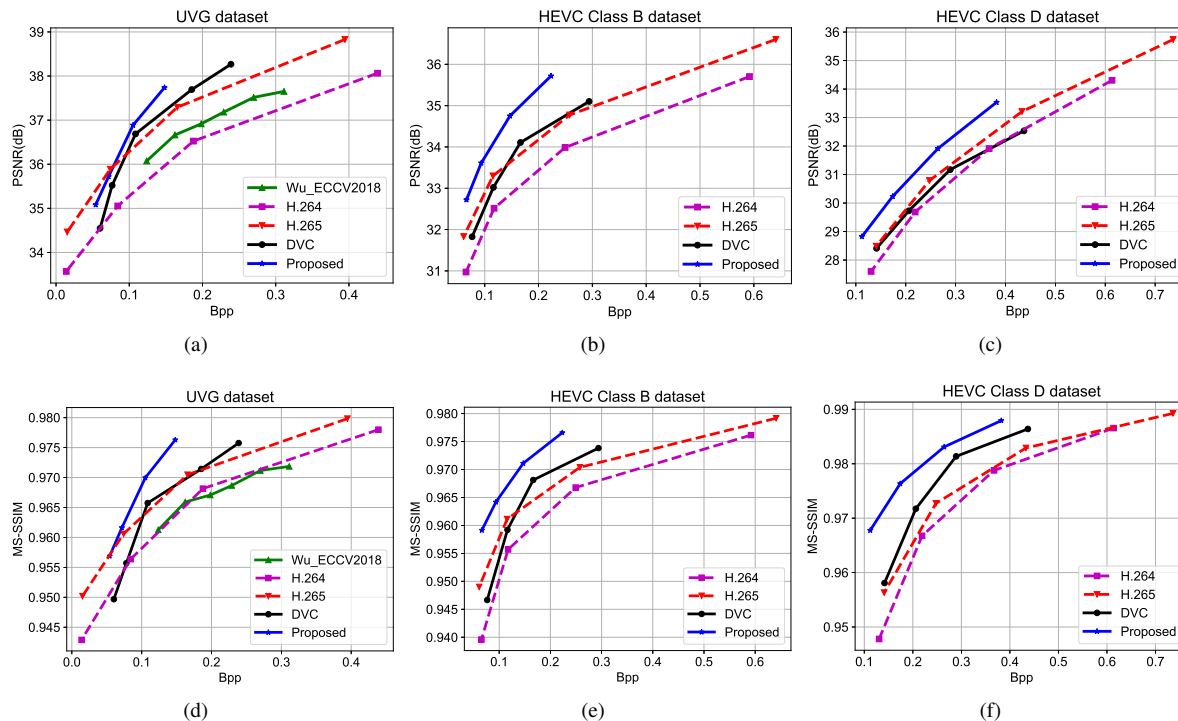 UVG dataset
39
38
37
36
35
34
PSNR(dB)
0.0 0.1 0.2 0.3 0.4
Bpp
Wu_ECCV2018
H.264
H.265
DVC
Proposed
(a)
HEVC Class B dataset
36
35
34
33
32
31
PSNR(dB)
0.1 0.2 0.3 0.4 0.5 0.6
Bpp
H.264
H.265
DVC
Proposed
(b)
HEVC Class D dataset
36
35
34
33
32
31
30
29
28
PSNR(dB)
0.1 0.2 0.3 0.4 0.5 0.6 0.7
Bpp
H.264
H.265
DVC
Proposed
(c)
UVG dataset
0.980
0.975
0.970
0.965
0.960
0.955
0.950
0.945
MS-SSIM
0.0 0.1 0.2 0.3 0.4
Bpp
Wu_ECCV2018
H.264
H.265
DVC
Proposed
(d)
HEVC Class B dataset
0.980
0.975
0.970
0.965
0.960
0.955
0.950
0.945
0.940
MS-SSIM
0.1 0.2 0.3 0.4 0.5 0.6
Bpp
H.264
H.265
DVC
Proposed
(e)
HEVC Class D dataset
0.99
0.98
0.97
0.96
0.95
MS-SSIM
0.1 0.2 0.3 0.4 0.5 0.6 0.7
Bpp
H.264
H.265
DVC
Proposed
(f)